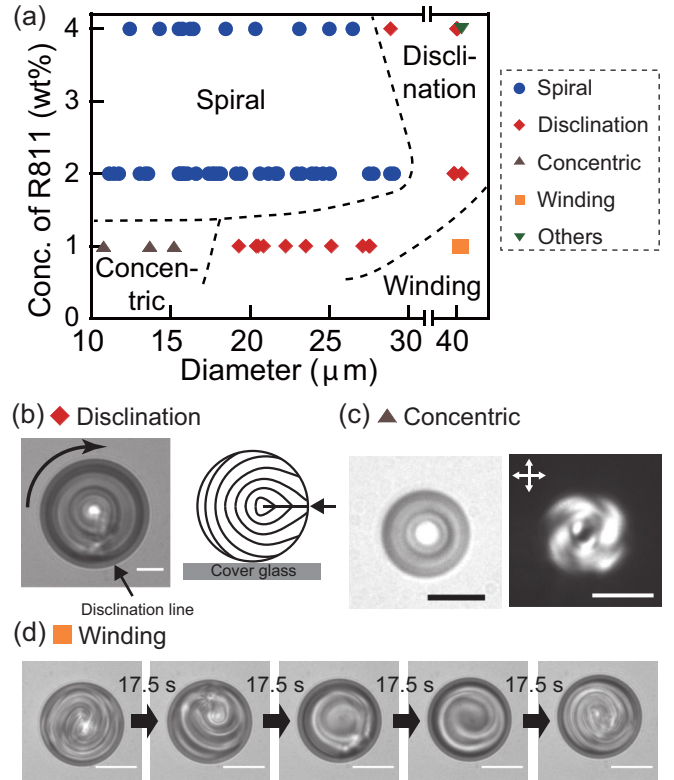 (a)
Conc. of R811 (wt%)
4
3
2
1
0
Spiral
Discli-
nation
Concen-
tric
Winding
10
20
30
40
Diameter (μm)
Spiral
Disclination
Concentric
Winding
Others
(b) Disclination
Cover glass
Disclination line
(c) Concentric
(d) Winding
17.5 s
17.5 s
17.5 s
17.5 s